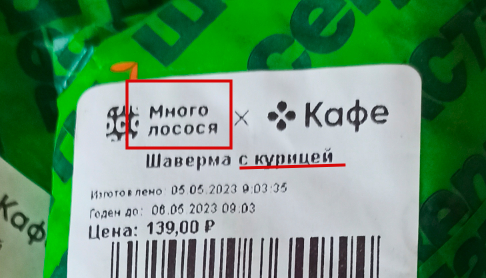 Много
лосося
× Кафе
Шаверма с курицей
Изготовлено: 05.05.2023 9:03:35
Годен до: 06.05.2023 09:03
Цена: 139,00 ₽
Каф